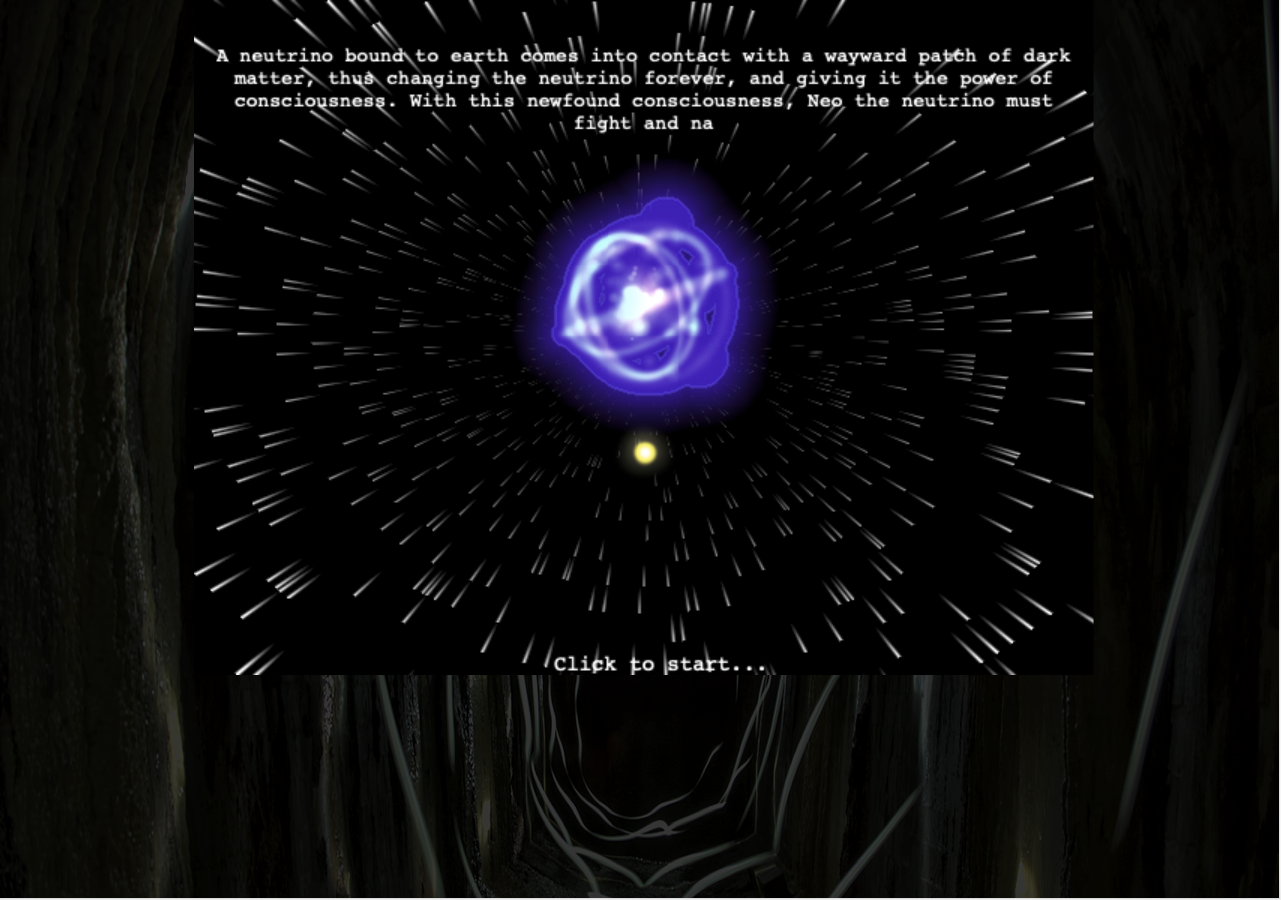 A neutrino bound to earth comes into contact with a wayward patch of dark
matter, thus changing the neutrino forever, and giving it the power of
consciousness. With this newfound consciousness, Neo the neutrino must
fight and na
Click to start...